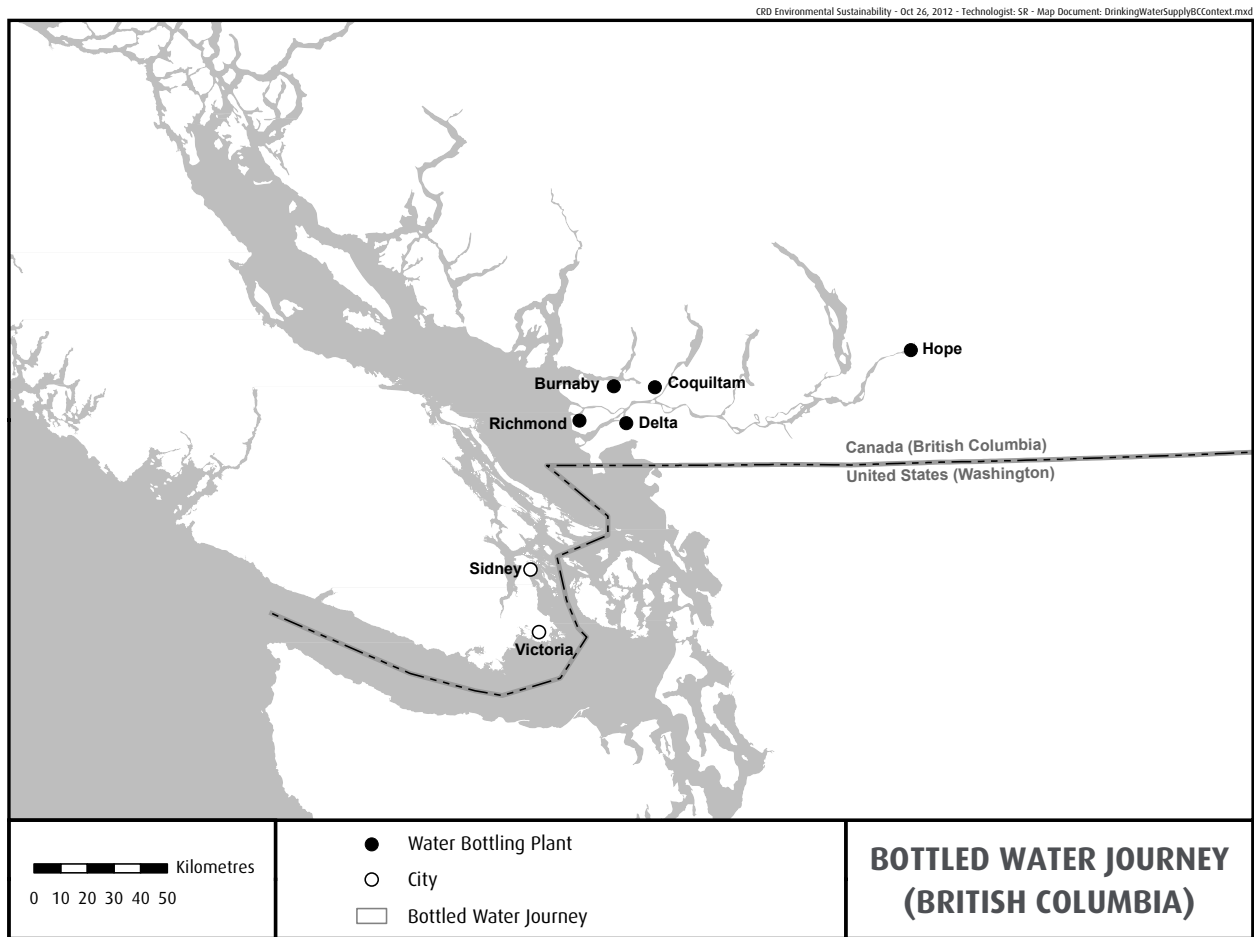 CRD Environmental Sustainability - Oct 26, 2012 - Technologist: SR - Map Document: DrinkingWaterSupplyBCContext.mxd
Hope
Burnaby
Coquiltam
Richmond
Delta
Canada (British Columbia)
United States (Washington)
Sidney
Victoria
Kilometres
0 10 20 30 40 50
Water Bottling Plant
City
Bottled Water Journey
BOTTLED WATER JOURNEY
(BRITISH COLUMBIA)